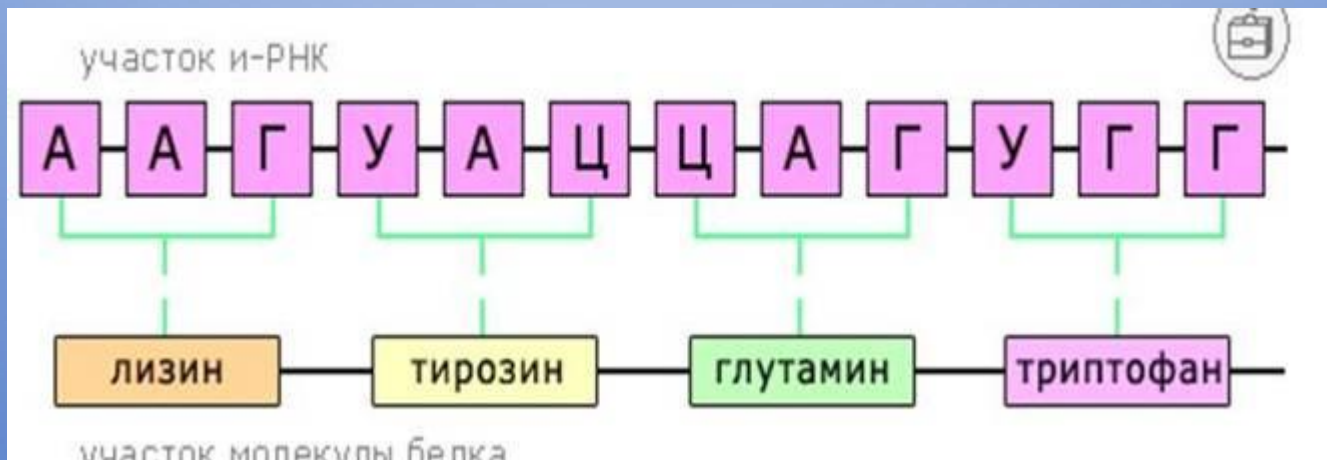 участок и-РНК
А А Г У А Ц Ц А Г У Г Г
лизин тирозин глутамин триптофан
участок молекулы белка